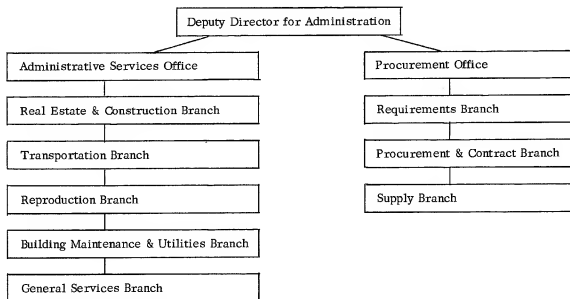 Deputy Director for Administration
Administrative Services Office
Real Estate & Construction Branch
Transportation Branch
Reproduction Branch
Building Maintenance & Utilities Branch
General Services Branch
Procurement Office
Requirements Branch
Procurement & Contract Branch
Supply Branch